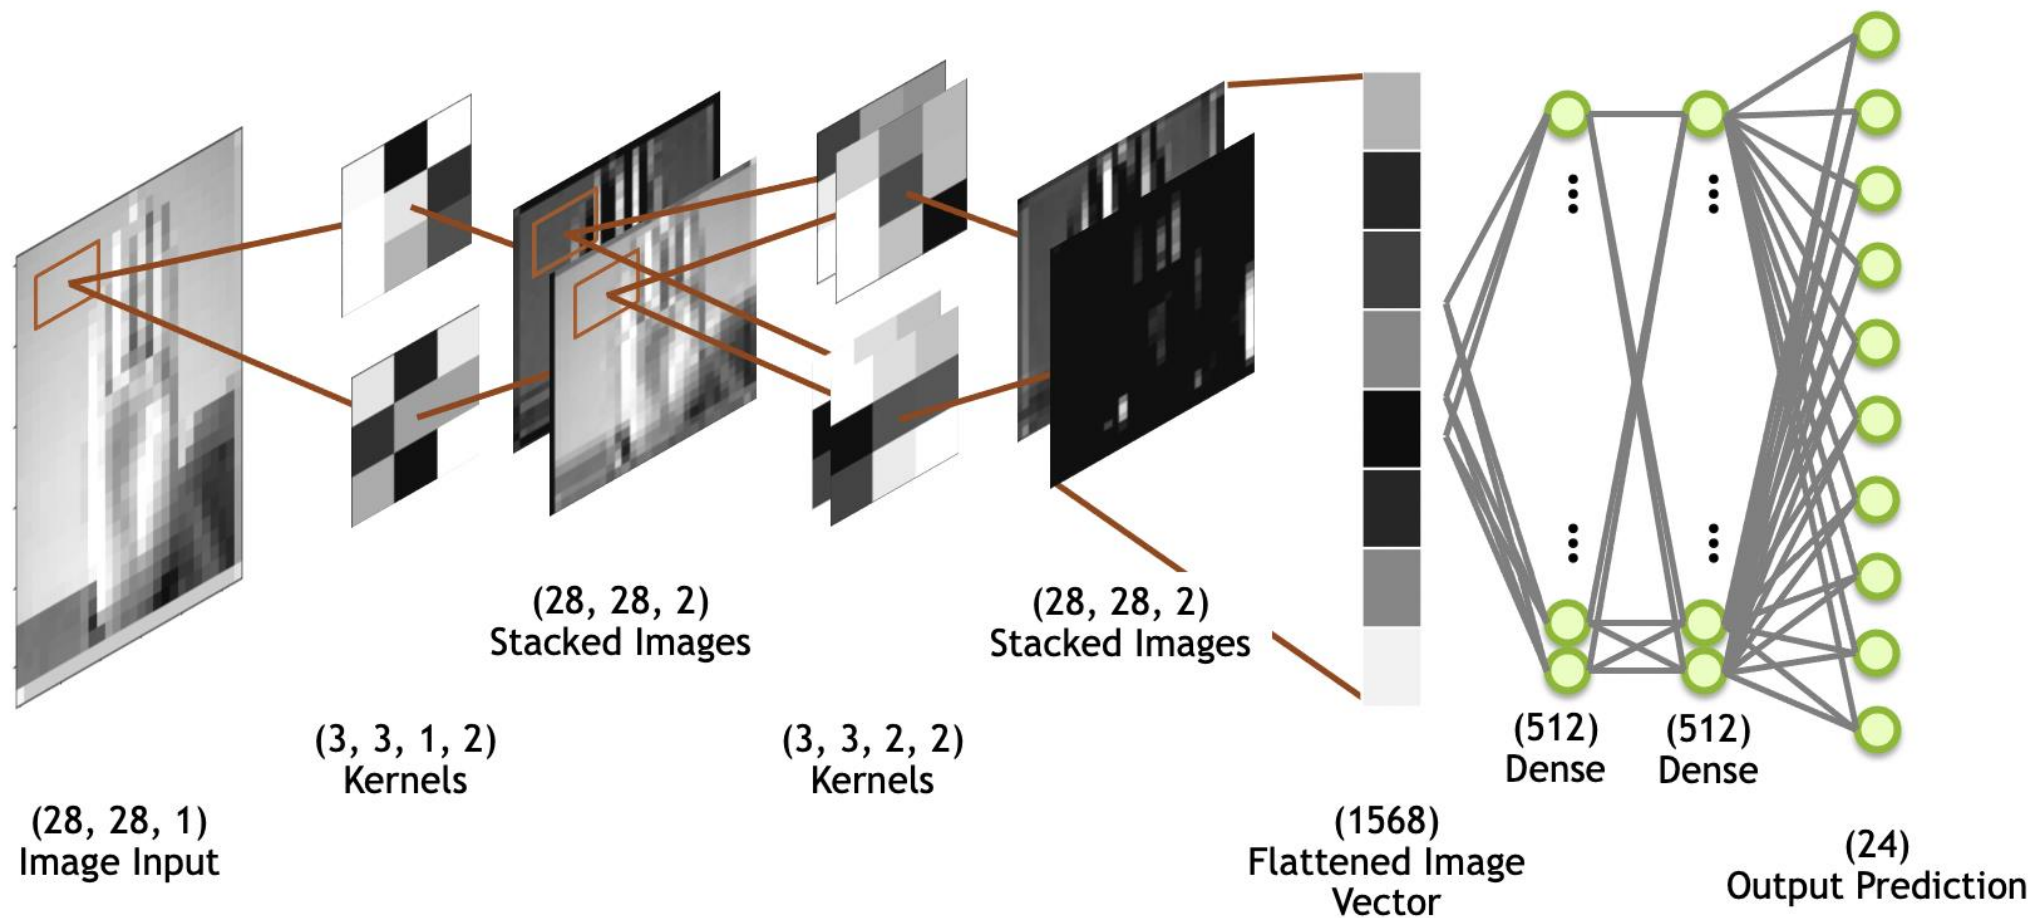 (28, 28, 1)
Image Input
(3, 3, 1, 2)
Kernels
(28, 28, 2)
Stacked Images
(3, 3, 2, 2)
Kernels
(28, 28, 2)
Stacked Images
(1568)
Flattened Image
Vector
(512)
Dense
(512)
Dense
(24)
Output Prediction